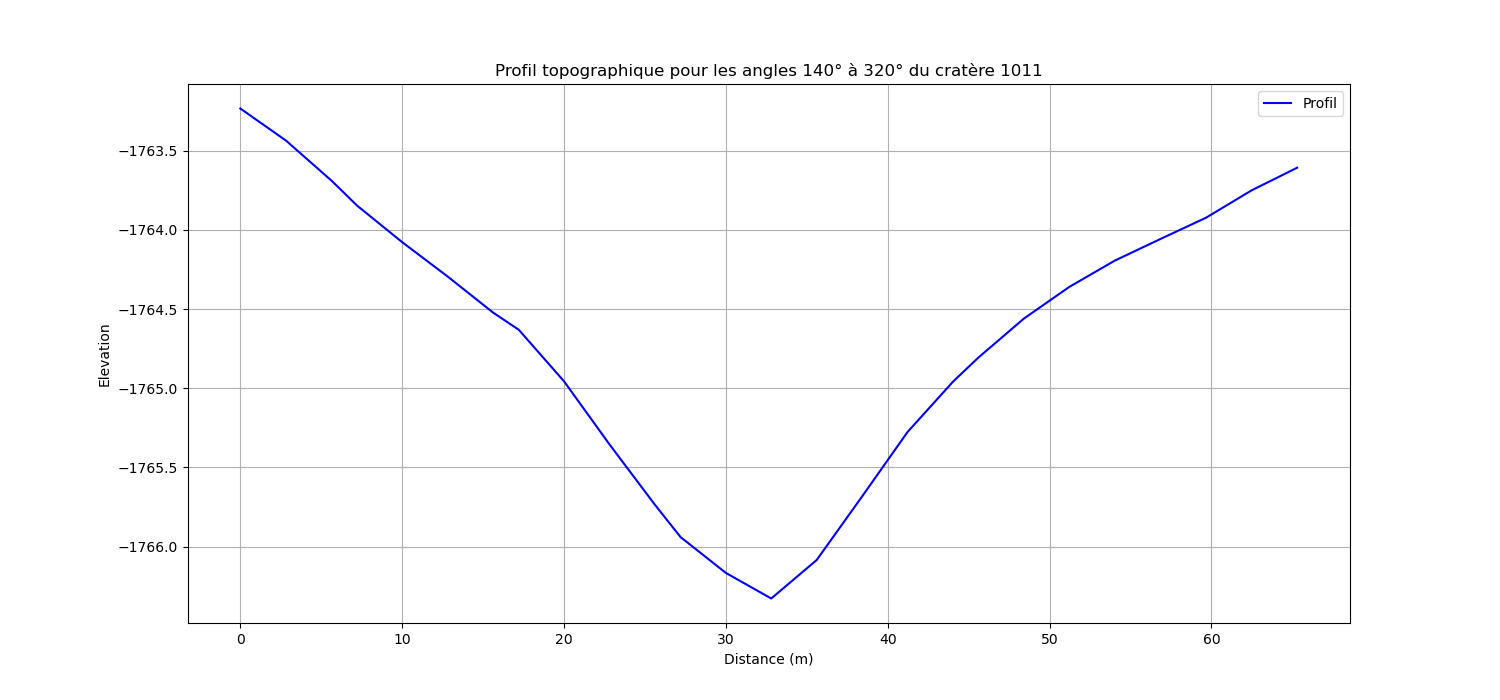 Profil topographique pour les angles 140° à 320° du cratère 1011
Profil
−1763.5
−1764.0
−1764.5
−1765.0
−1765.5
−1766.0
Elevation
0 10 20 30 40 50 60
Distance (m)